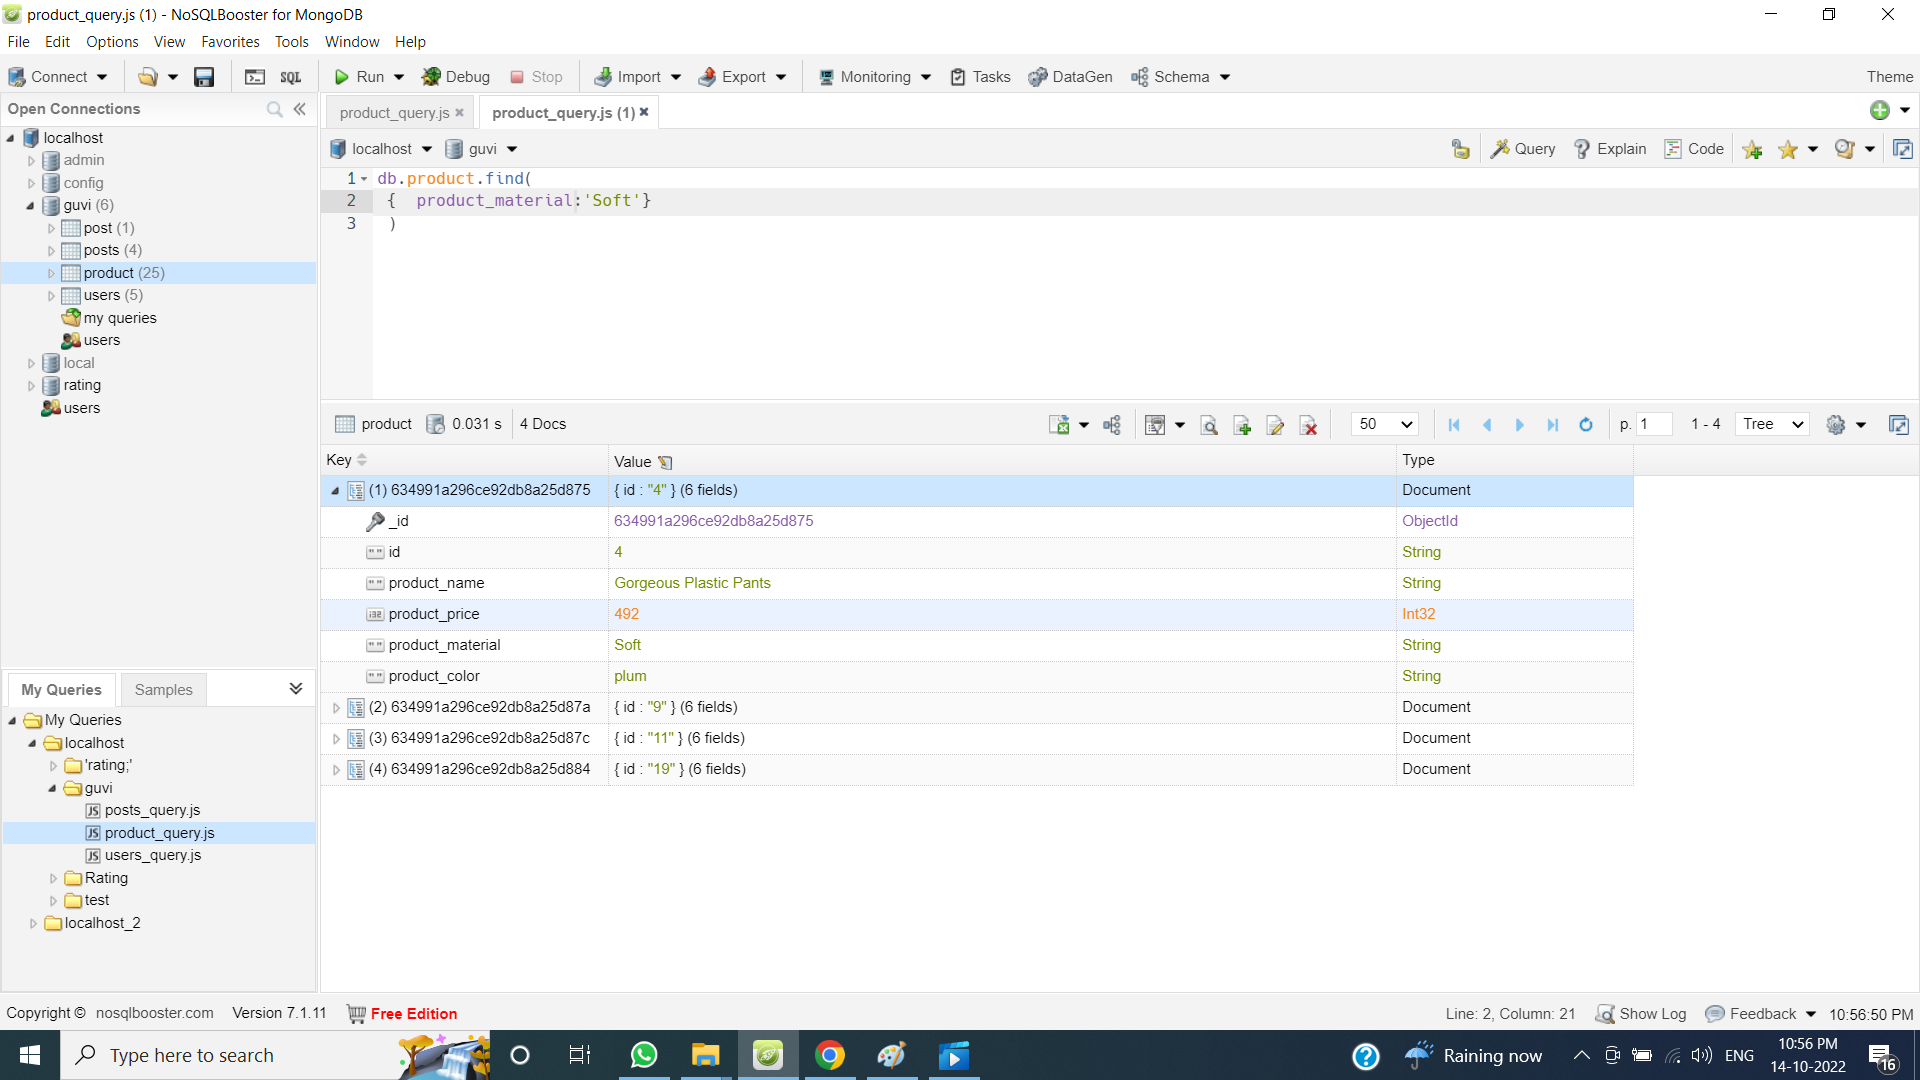 product_query.js (1) - NoSQLBooster for MongoDB
File Edit Options View Favorites Tools Window Help
Connect SQL Run Debug Stop Import Export Monitoring Tasks DataGen Schema Theme
Open Connections
localhost
admin
config
guvi (6)
post (1)
posts (4)
product (25)
users (5)
my queries
users
local
rating
users
product_query.js product_query.js (1)
localhost guvi Query Explain Code
1 db.product.find(
2 { product_material:'Soft'}
3 )
product 0.031 s 4 Docs 50 p. 1 1 - 4 Tree
Key Value Type
(1) 634991a296ce92db8a25d875 { id : "4" } (6 fields) Document
_id 634991a296ce92db8a25d875 ObjectId
id 4 String
product_name Gorgeous Plastic Pants String
product_price 492 Int32
product_material Soft String
product_color plum String
(2) 634991a296ce92db8a25d87a { id : "9" } (6 fields) Document
(3) 634991a296ce92db8a25d87c { id : "11" } (6 fields) Document
(4) 634991a296ce92db8a25d884 { id : "19" } (6 fields) Document
My Queries Samples
My Queries
localhost
'rating;'
guvi
JS posts_query.js
JS product_query.js
JS users_query.js
Rating
test
localhost_2
Copyright © nosqlbooster.com Version 7.1.11 Free Edition Line: 2, Column: 21 Show Log Feedback 10:56:50 PM
Type here to search Raining now ENG 10:56 PM
14-10-2022
16